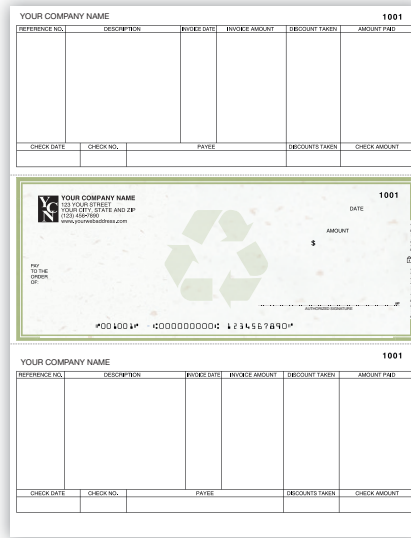 YOUR COMPANY NAME 1001
REFERENCE NO. DESCRIPTION INVOICE DATE INVOICE AMOUNT DISCOUNT TAKEN AMOUNT PAID
CHECK DATE CHECK NO. PAYEE DISCOUNTS TAKEN CHECK AMOUNT
YCN
YOUR COMPANY NAME 1001
123 YOUR STREET
YOUR CITY, STATE AND ZIP
(123) 456-7890
www.yourwebaddress.com
DATE
AMOUNT
$
PAY
TO THE
ORDER
OF:
AUTHORIZED SIGNATURE
⑈001001⑈ ⑆000000000⑆ 1234567890⑈
YOUR COMPANY NAME 1001
REFERENCE NO. DESCRIPTION INVOICE DATE INVOICE AMOUNT DISCOUNT TAKEN AMOUNT PAID
CHECK DATE CHECK NO. PAYEE DISCOUNTS TAKEN CHECK AMOUNT